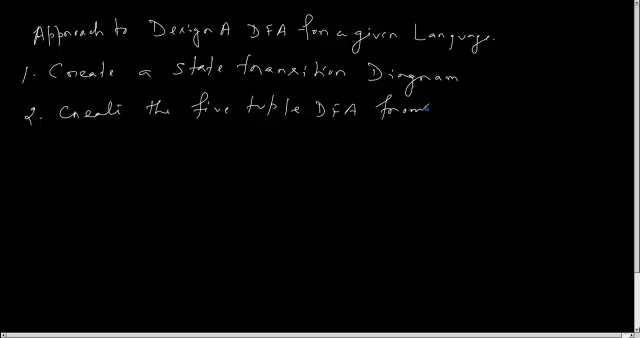 Approach to Design A DFA for a given Language.
1. Create a State transition Diagram
2. Create the five tuple DFA from